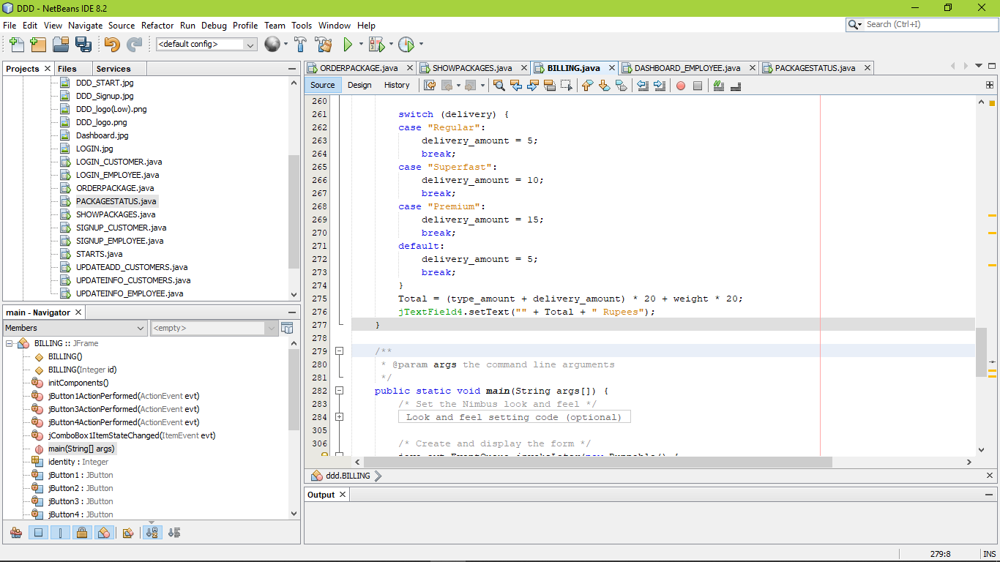 DDD - NetBeans IDE 8.2
File Edit View Navigate Source Refactor Run Debug Profile Team Tools Window Help
Search (Ctrl+I)
<default config>
Projects Files Services
DDD_START.jpg
DDD_Signup.jpg
DDD_logo(Low).png
DDD_logo.png
Dashboard.jpg
LOGIN.jpg
LOGIN_CUSTOMER.java
LOGIN_EMPLOYEE.java
ORDERPACKAGE.java
PACKAGESTATUS.java
SHOWPACKAGES.java
SIGNUP_CUSTOMER.java
SIGNUP_EMPLOYEE.java
STARTS.java
UPDATEADD_CUSTOMERS.java
UPDATEINFO_CUSTOMERS.java
UPDATEINFO_EMPLOYEE.java
main - Navigator
Members <empty>
BILLING :: JFrame
BILLING()
BILLING(Integer id)
initComponents()
jButton1ActionPerformed(ActionEvent evt)
jButton3ActionPerformed(ActionEvent evt)
jButton4ActionPerformed(ActionEvent evt)
jComboBox1ItemStateChanged(ItemEvent evt)
main(String[] args)
identity : Integer
jButton1 : JButton
jButton2 : JButton
jButton3 : JButton
jButton4 : JButton
ORDERPACKAGE.java SHOWPACKAGES.java BILLING.java DASHBOARD_EMPLOYEE.java PACKAGESTATUS.java
Source Design History
260
261 switch (delivery) {
262 case "Regular":
263 delivery_amount = 5;
264 break;
265 case "Superfast":
266 delivery_amount = 10;
267 break;
268 case "Premium":
269 delivery_amount = 15;
270 break;
271 default:
272 delivery_amount = 5;
273 break;
274 }
275 Total = (type_amount + delivery_amount) * 20 + weight * 20;
276 jTextField4.setText("" + Total + " Rupees");
277 }
278
279 /**
280 * @param args the command line arguments
281 */
282 public static void main(String args[]) {
283 /* Set the Nimbus look and feel */
284 Look and feel setting code (optional)
305
306 /* Create and display the form */
java.awt.EventQueue.invokeLater(new Runnable() {
ddd.BILLING
Output
279:8 INS